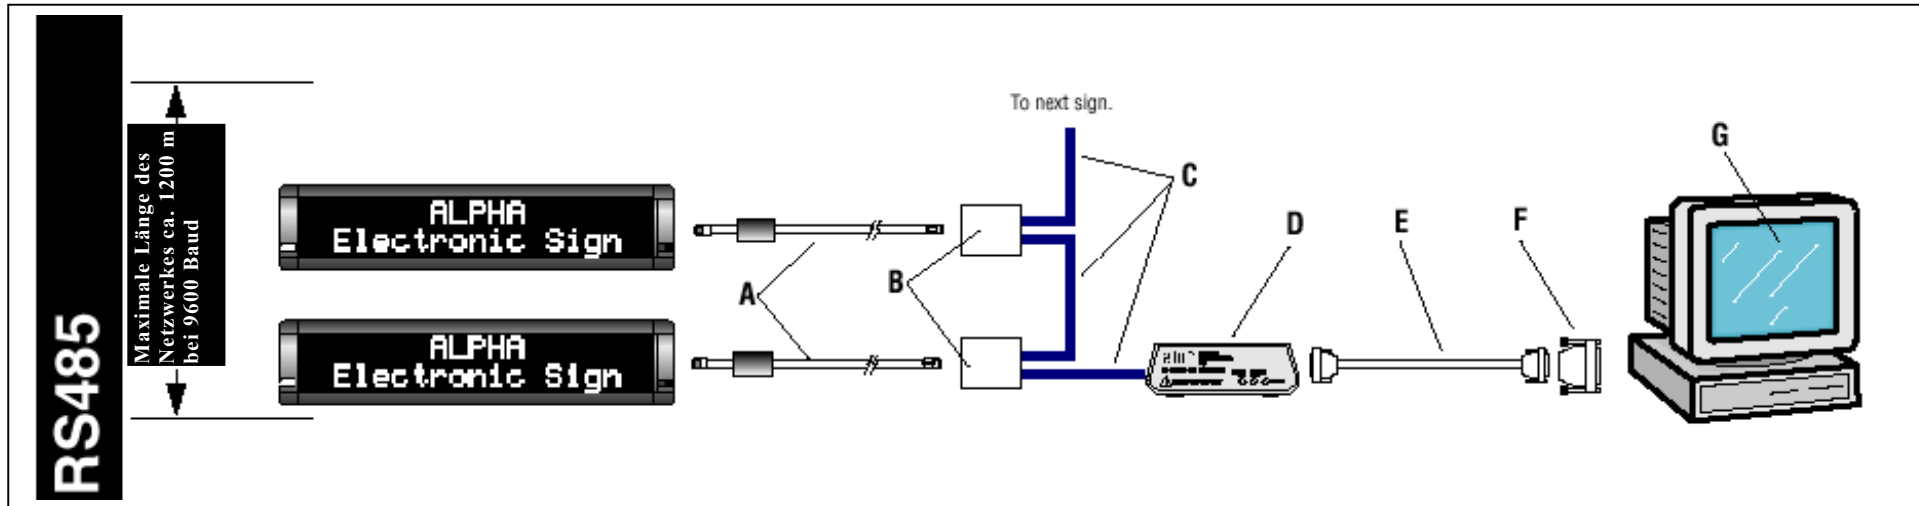 RS485
Maximale Länge des
Netzwerkes ca. 1200 m
bei 9600 Baud
ALPHA
Electronic Sign
ALPHA
Electronic Sign
To next sign.
A
B
C
D
E
F
G